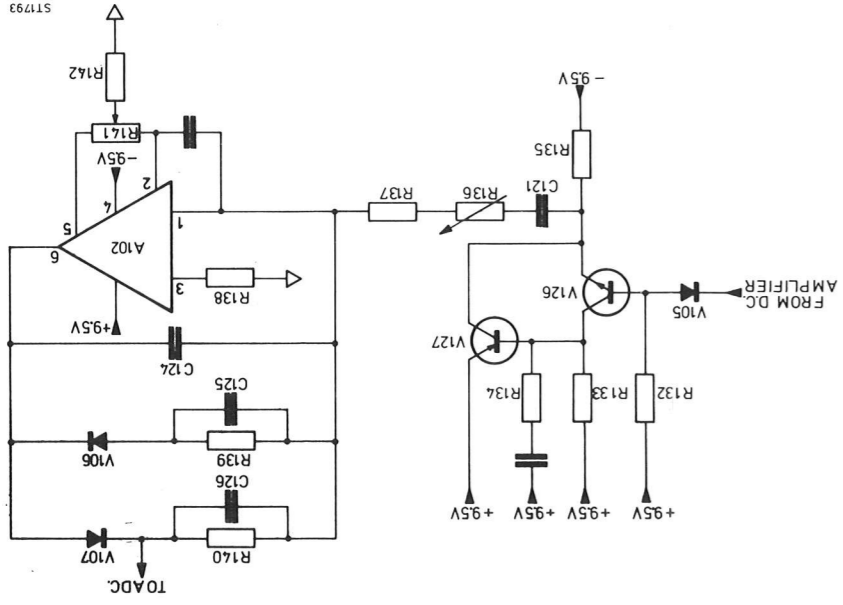 TO ADC.
R140
V107
+9.5V
+9.5V
+9.5V
+9.5V
C126
R139
V106
R132
R133
R134
C125
C124
V127
+9.5V
FROM D.C.
AMPLIFIER
V105
V126
R138
3
A102
6
5
1
4
2
C121
R136
R137
-9.5V
R135
R141
-9.5V
R142
ST1793